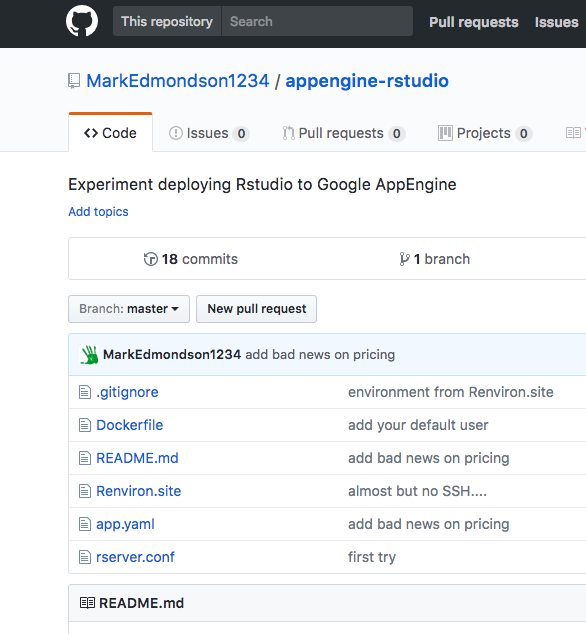 This repository Search Pull requests Issues
MarkEdmondson1234 / appengine-rstudio
Code Issues 0 Pull requests 0 Projects 0
Experiment deploying Rstudio to Google AppEngine
Add topics
18 commits 1 branch
Branch: master New pull request
MarkEdmondson1234 add bad news on pricing
.gitignore environment from Renviron.site
Dockerfile add your default user
README.md add bad news on pricing
Renviron.site almost but no SSH....
app.yaml add bad news on pricing
rserver.conf first try
README.md